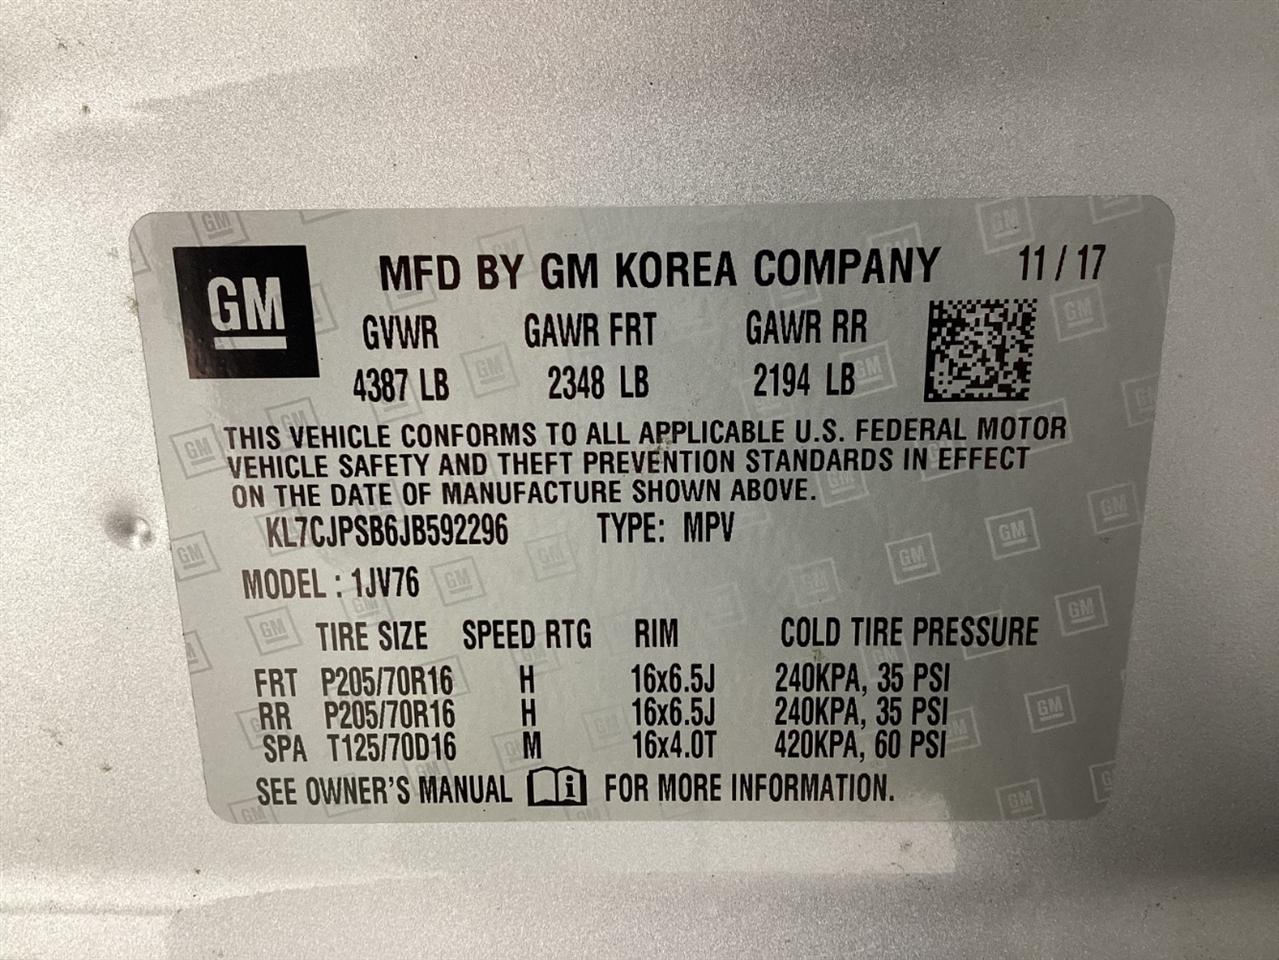 GM MFD BY GM KOREA COMPANY 11/17
GVWR GAWR FRT GAWR RR
4387 LB 2348 LB 2194 LB
THIS VEHICLE CONFORMS TO ALL APPLICABLE U.S. FEDERAL MOTOR
VEHICLE SAFETY AND THEFT PREVENTION STANDARDS IN EFFECT
ON THE DATE OF MANUFACTURE SHOWN ABOVE.
KL7CJPSB6JB592296 TYPE: MPV
MODEL : 1JV76
TIRE SIZE SPEED RTG RIM COLD TIRE PRESSURE
FRT P205/70R16 H 16x6.5J 240KPA, 35 PSI
RR P205/70R16 H 16x6.5J 240KPA, 35 PSI
SPA T125/70D16 M 16x4.0T 420KPA, 60 PSI
SEE OWNER'S MANUAL i FOR MORE INFORMATION.